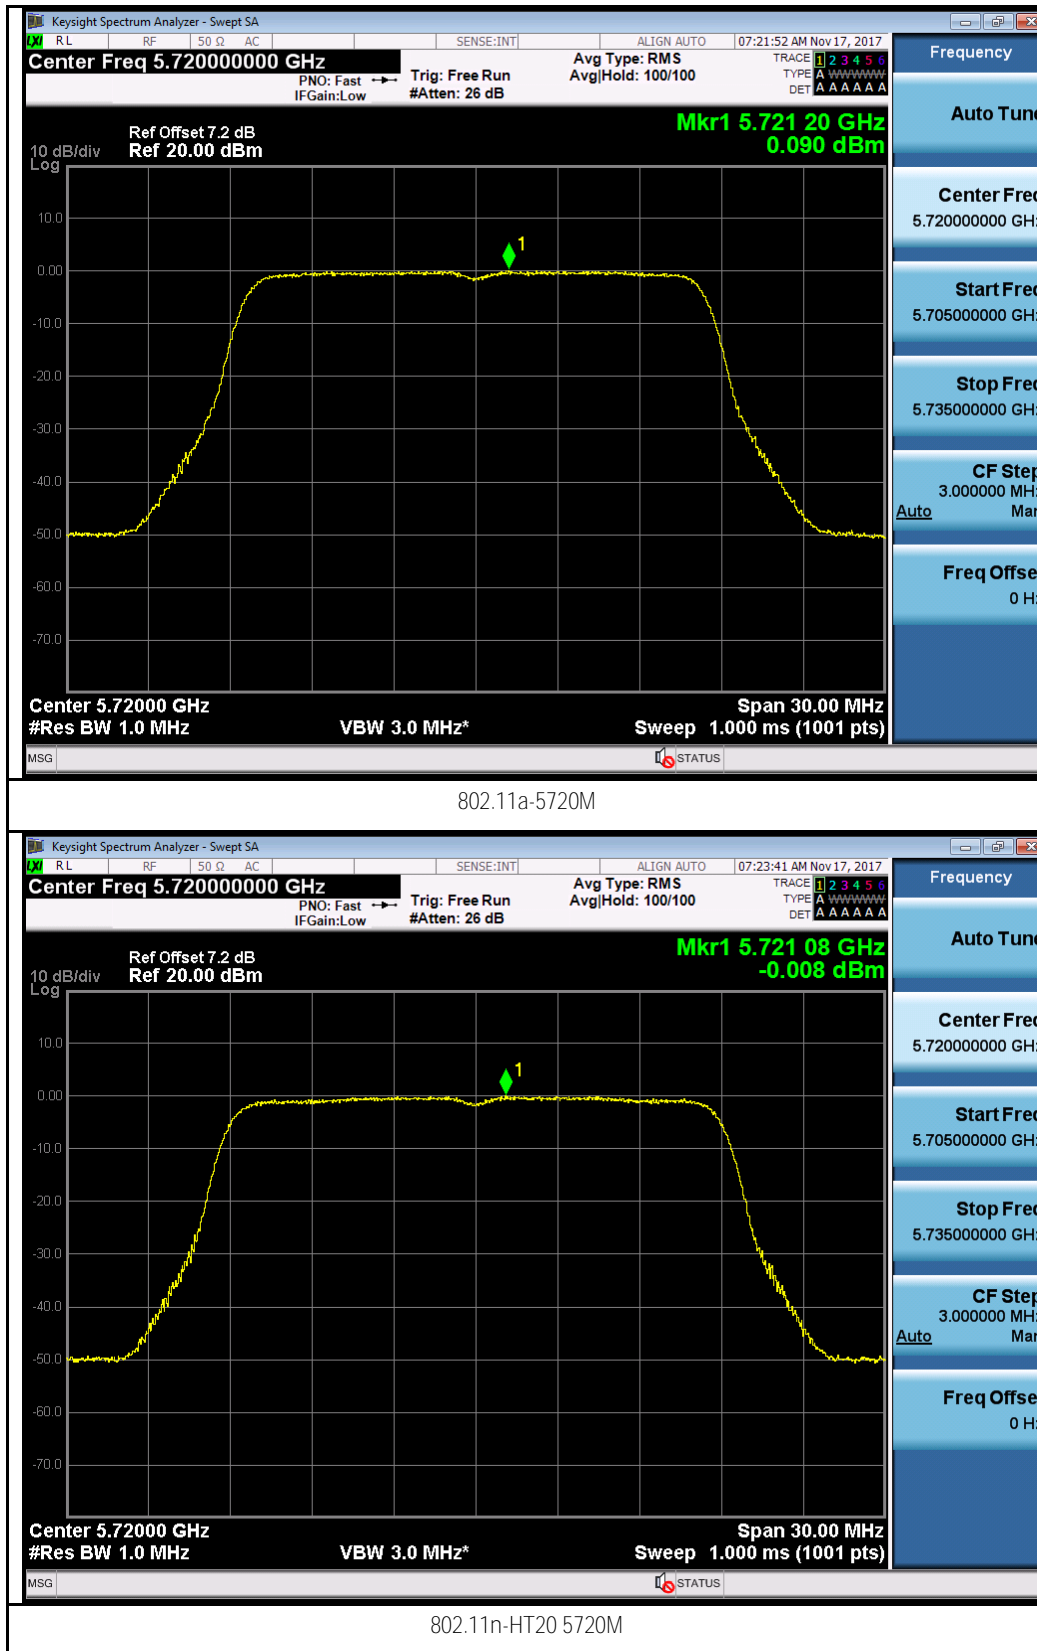 Keysight Spectrum Analyzer - Swept SA
LXI RL RF 50 Ω AC SENSE:INT ALIGN AUTO 07:21:52 AM Nov 17, 2017
Center Freq 5.720000000 GHz
PNO: Fast
IFGain:Low
Trig: Free Run
#Atten: 26 dB
Avg Type: RMS
Avg|Hold: 100/100
TRACE 1 2 3 4 5 6
TYPE A WWWWW
DET A A A A A A
Frequency
Auto Tune
Mkr1 5.721 20 GHz
0.090 dBm
Ref Offset 7.2 dB
10 dB/div Ref 20.00 dBm
Log
1
10.0
0.00
-10.0
-20.0
-30.0
-40.0
-50.0
-60.0
-70.0
Center Freq
5.720000000 GHz
Start Freq
5.705000000 GHz
Stop Freq
5.735000000 GHz
CF Step
3.000000 MHz
Auto Man
Freq Offset
0 Hz
Center 5.72000 GHz Span 30.00 MHz
#Res BW 1.0 MHz VBW 3.0 MHz* Sweep 1.000 ms (1001 pts)
MSG STATUS
802.11a-5720M
Keysight Spectrum Analyzer - Swept SA
LXI RL RF 50 Ω AC SENSE:INT ALIGN AUTO 07:23:41 AM Nov 17, 2017
Center Freq 5.720000000 GHz
PNO: Fast
IFGain:Low
Trig: Free Run
#Atten: 26 dB
Avg Type: RMS
Avg|Hold: 100/100
TRACE 1 2 3 4 5 6
TYPE A WWWWW
DET A A A A A A
Frequency
Auto Tune
Mkr1 5.721 08 GHz
-0.008 dBm
Ref Offset 7.2 dB
10 dB/div Ref 20.00 dBm
Log
1
10.0
0.00
-10.0
-20.0
-30.0
-40.0
-50.0
-60.0
-70.0
Center Freq
5.720000000 GHz
Start Freq
5.705000000 GHz
Stop Freq
5.735000000 GHz
CF Step
3.000000 MHz
Auto Man
Freq Offset
0 Hz
Center 5.72000 GHz Span 30.00 MHz
#Res BW 1.0 MHz VBW 3.0 MHz* Sweep 1.000 ms (1001 pts)
MSG STATUS
802.11n-HT20 5720M